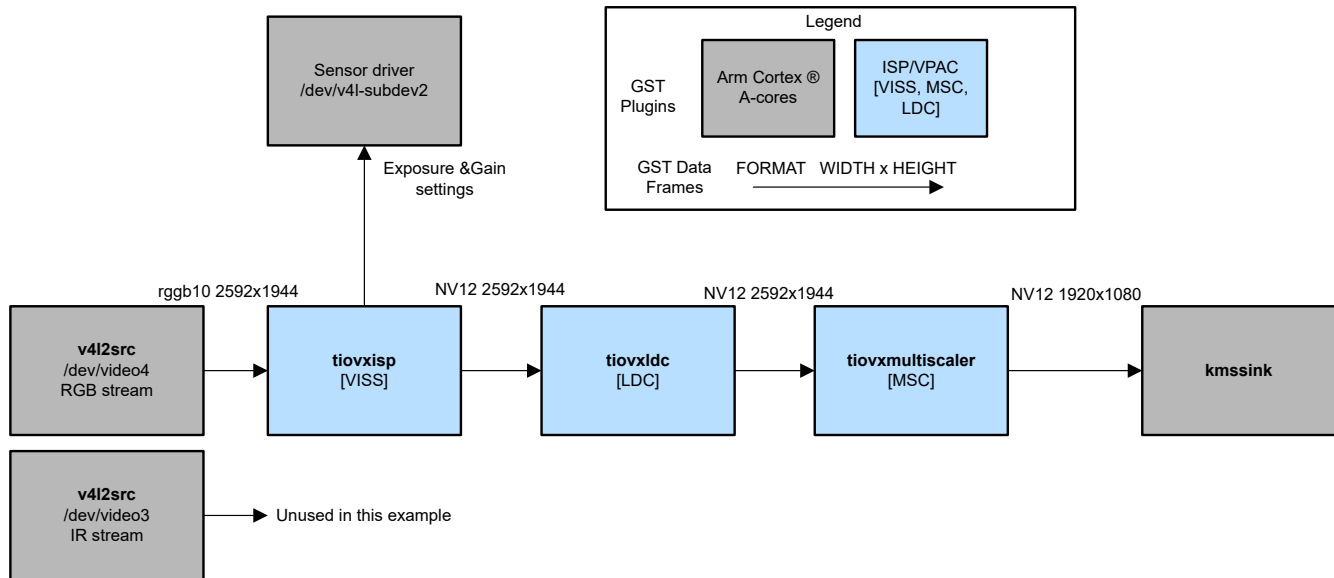 Legend
GST
Plugins
Arm Cortex ®
A-cores
ISP/VPAC
[VISS, MSC,
LDC]
GST Data
Frames
FORMAT WIDTH x HEIGHT
Sensor driver
/dev/v4l-subdev2
Exposure &Gain
settings
rggb10 2592x1944
NV12 2592x1944
NV12 2592x1944
NV12 1920x1080
v4l2src
/dev/video4
RGB stream
tiovxisp
[VISS]
tiovxldc
[LDC]
tiovxmultiscaler
[MSC]
kmssink
v4l2src
/dev/video3
IR stream
Unused in this example